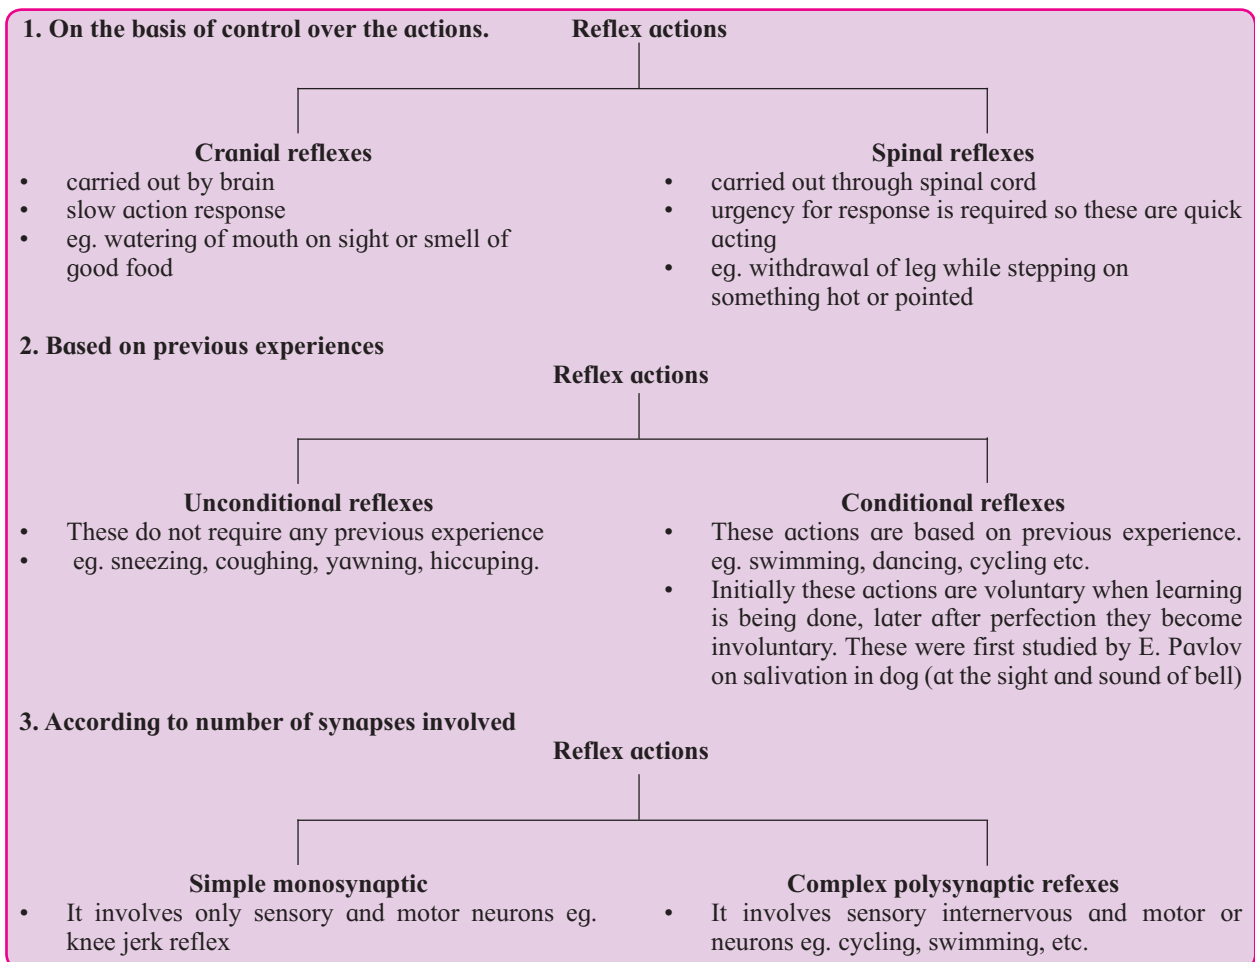 1. On the basis of control over the actions. Reflex actions
Cranial reflexes
• carried out by brain
• slow action response
• eg. watering of mouth on sight or smell of
good food
Spinal reflexes
• carried out through spinal cord
• urgency for response is required so these are quick
acting
• eg. withdrawal of leg while stepping on
something hot or pointed
2. Based on previous experiences
Reflex actions
Unconditional reflexes
• These do not require any previous experience
• eg. sneezing, coughing, yawning, hiccuping.
Conditional reflexes
• These actions are based on previous experience.
eg. swimming, dancing, cycling etc.
• Initially these actions are voluntary when learning
is being done, later after perfection they become
involuntary. These were first studied by E. Pavlov
on salivation in dog (at the sight and sound of bell)
3. According to number of synapses involved
Reflex actions
Simple monosynaptic
• It involves only sensory and motor neurons eg.
knee jerk reflex
Complex polysynaptic refexes
• It involves sensory internervous and motor or
neurons eg. cycling, swimming, etc.